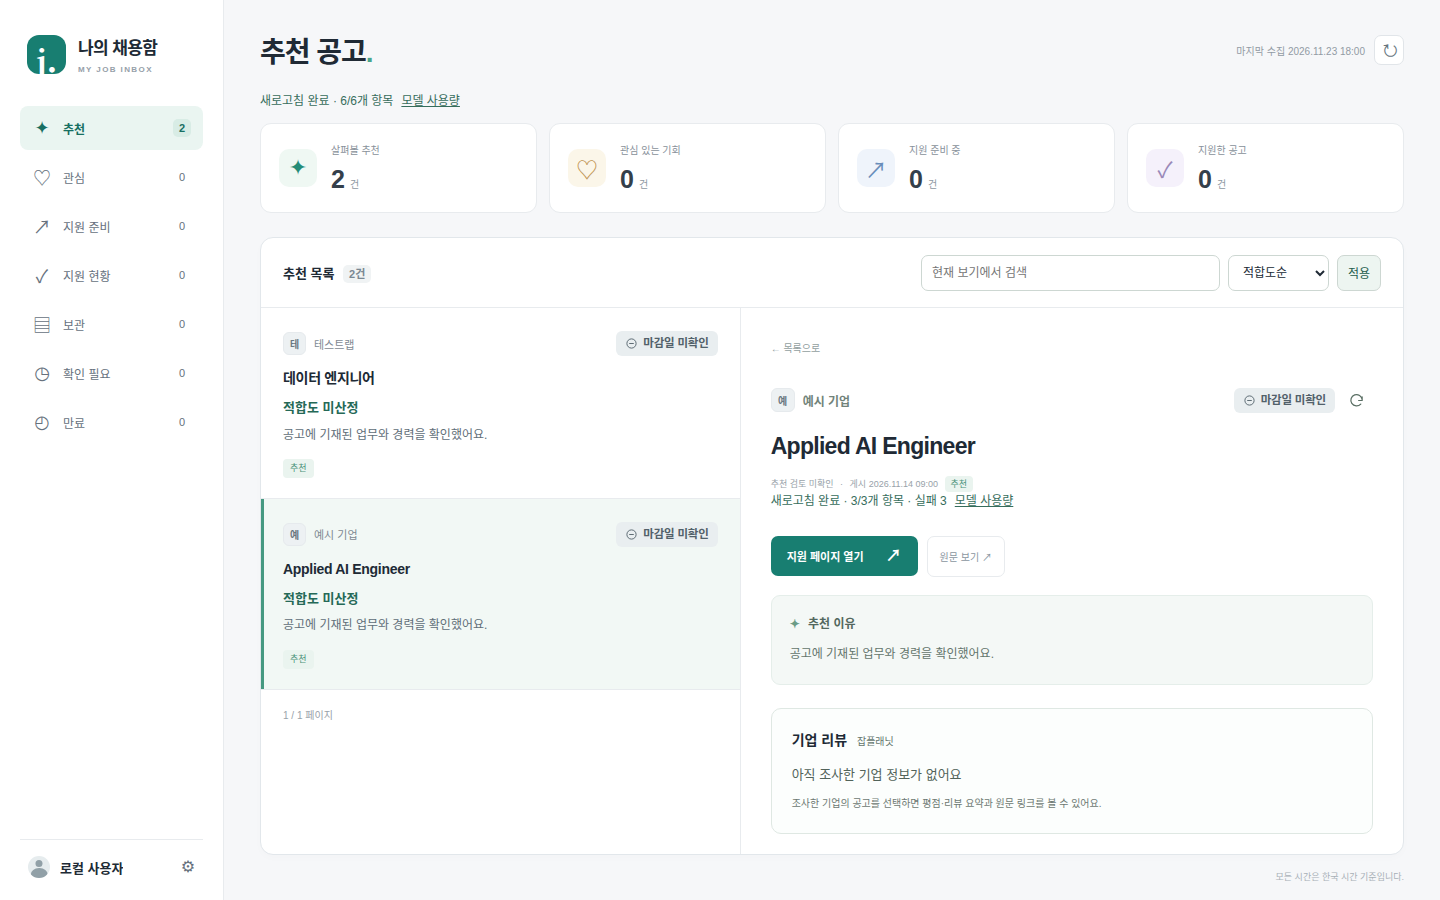 나의 채용함
MY JOB INBOX
추천 2
관심 0
지원 준비 0
지원 현황 0
보관 0
확인 필요 0
만료 0
로컬 사용자
추천 공고.
마지막 수집 2026.11.23 18:00
새로고침 완료 · 6/6개 항목 모델 사용량
살펴볼 추천
2 건
관심 있는 기회
0 건
지원 준비 중
0 건
지원한 공고
0 건
추천 목록 2건
현재 보기에서 검색
적합도순
적용
테 테스트랩
마감일 미확인
데이터 엔지니어
적합도 미산정
공고에 기재된 업무와 경력을 확인했어요.
추천
예 예시 기업
마감일 미확인
Applied AI Engineer
적합도 미산정
공고에 기재된 업무와 경력을 확인했어요.
추천
1 / 1 페이지
← 목록으로
예 예시 기업
마감일 미확인
Applied AI Engineer
추천 검토 미확인 · 게시 2026.11.14 09:00 추천
새로고침 완료 · 3/3개 항목 · 실패 3 모델 사용량
지원 페이지 열기 ↗
원문 보기 ↗
✦ 추천 이유
공고에 기재된 업무와 경력을 확인했어요.
기업 리뷰 잡플래닛
아직 조사한 기업 정보가 없어요
조사한 기업의 공고를 선택하면 평점·리뷰 요약과 원문 링크를 볼 수 있어요.
모든 시간은 한국 시간 기준입니다.